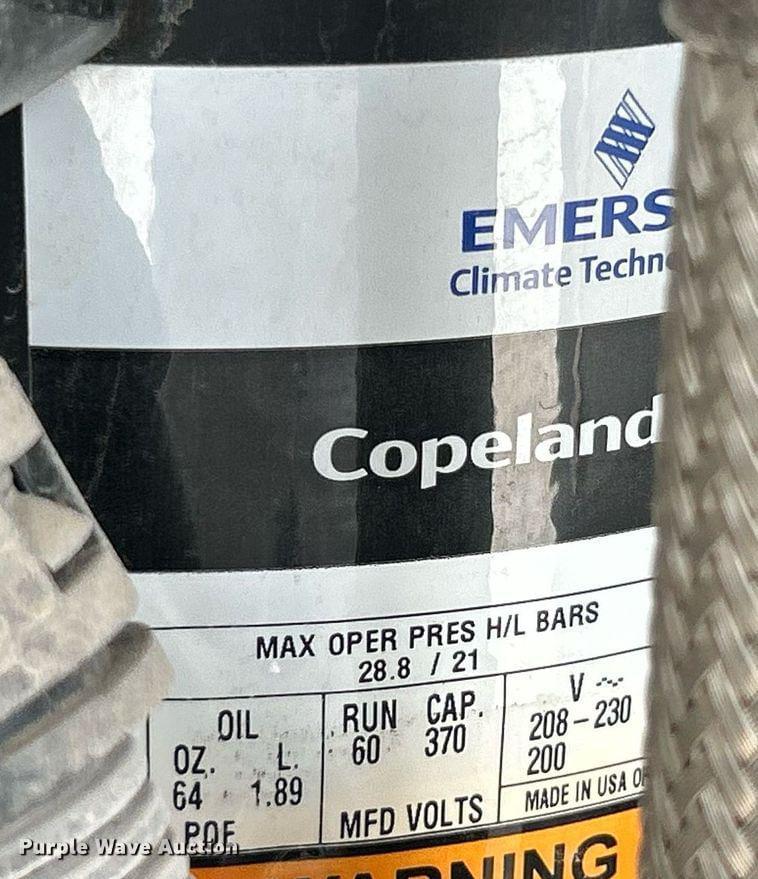 EMERS
Climate Techn
Copeland
MAX OPER PRES H/L BARS
28.8 / 21
OIL
OZ. L.
64 1.89
POE
RUN CAP.
60 370
MFD VOLTS
V
208-230
200
MADE IN USA O
WARNING
Purple Wave Auction